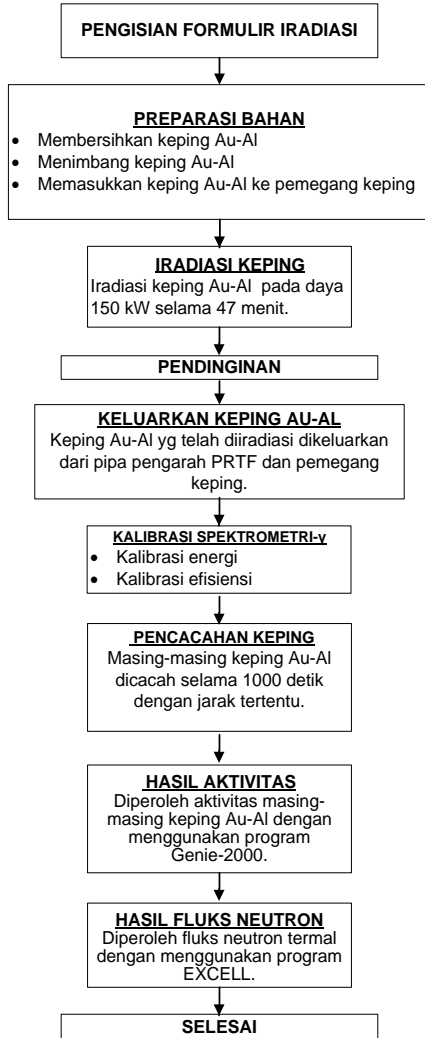 PENGISIAN FORMULIR IRADIASI
PREPARASI BAHAN
• Membersihkan keping Au-Al
• Menimbang keping Au-Al
• Memasukkan keping Au-Al ke pemegang keping
IRADIASI KEPING
Iradiasi keping Au-Al pada daya
150 kW selama 47 menit.
PENDINGINAN
KELUARKAN KEPING AU-AL
Keping Au-Al yg telah diiradiasi dikeluarkan
dari pipa pengarah PRTF dan pemegang
keping.
KALIBRASI SPEKTROMETRI-γ
• Kalibrasi energi
• Kalibrasi efisiensi
PENCACAHAN KEPING
Masing-masing keping Au-Al
dicacah selama 1000 detik
dengan jarak tertentu.
HASIL AKTIVITAS
Diperoleh aktivitas masing-
masing keping Au-Al dengan
menggunakan program
Genie-2000.
HASIL FLUKS NEUTRON
Diperoleh fluks neutron termal
dengan menggunakan program
EXCELL.
SELESAI